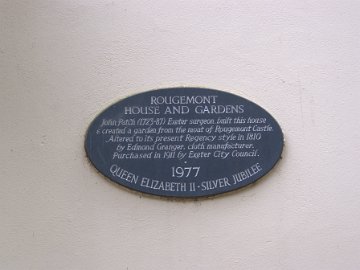 ROUGEMONT
HOUSE AND GARDENS
John Patch (1723-87) Exeter surgeon, built this house
& created a garden from the moat of Rougemont Castle.
Altered to its present Regency style in 1810
by Edmond Granger, cloth manufacturer.
Purchased in 1911 by Exeter City Council.
1977
QUEEN ELIZABETH II · SILVER JUBILEE